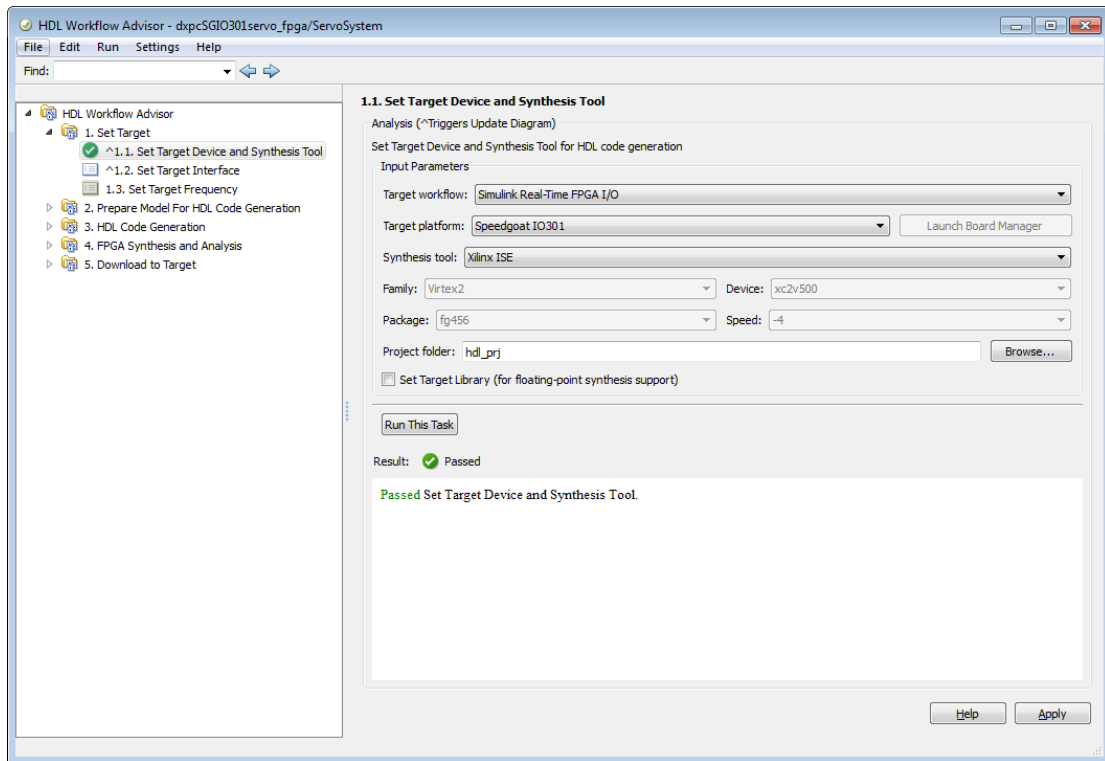 HDL Workflow Advisor - dxpcSGIO301servo_fpga/ServoSystem
File Edit Run Settings Help
Find:
HDL Workflow Advisor
1. Set Target
^1.1. Set Target Device and Synthesis Tool
^1.2. Set Target Interface
1.3. Set Target Frequency
2. Prepare Model For HDL Code Generation
3. HDL Code Generation
4. FPGA Synthesis and Analysis
5. Download to Target
1.1. Set Target Device and Synthesis Tool
Analysis (^Triggers Update Diagram)
Set Target Device and Synthesis Tool for HDL code generation
Input Parameters
Target workflow: Simulink Real-Time FPGA I/O
Target platform: Speedgoat IO301 Launch Board Manager
Synthesis tool: Xilinx ISE
Family: Virtex2 Device: xc2v500
Package: fg456 Speed: -4
Project folder: hdl_prj Browse...
Set Target Library (for floating-point synthesis support)
Run This Task
Result: Passed
Passed Set Target Device and Synthesis Tool.
Help Apply